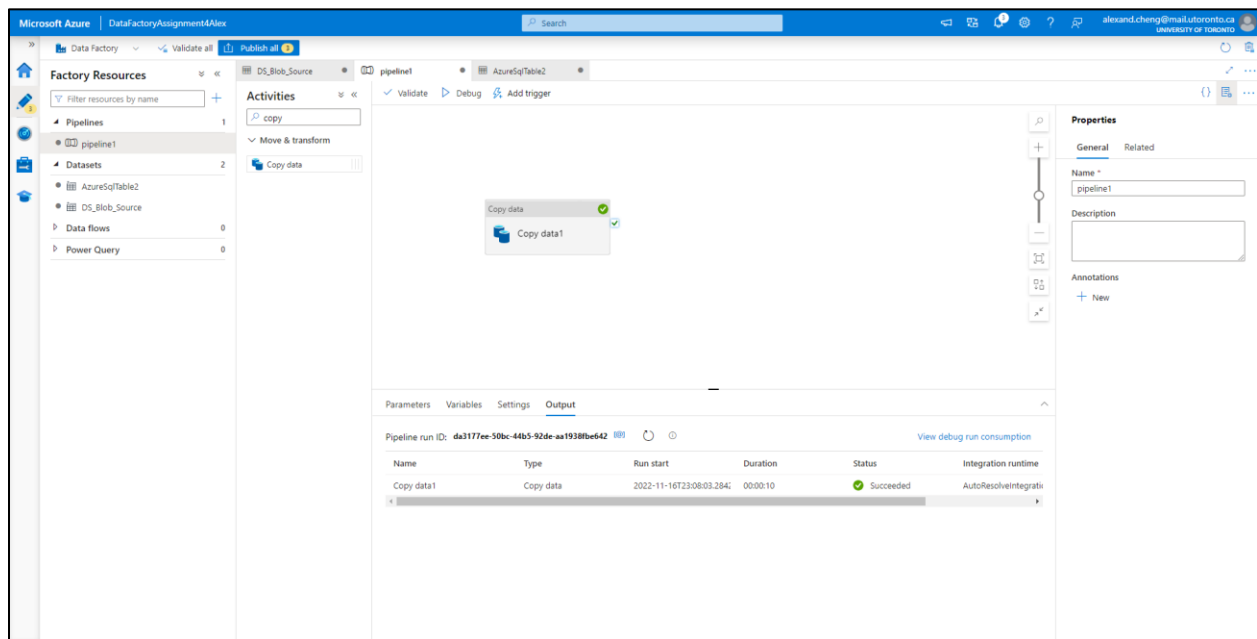 Microsoft Azure | DataFactoryAssignment4Alex
Search
1
alexand.cheng@mail.utoronto.ca
UNIVERSITY OF TORONTO
Data Factory
Validate all
Publish all 3
3
Factory Resources
Filter resources by name
Pipelines 1
pipeline1
Datasets 2
AzureSqlTable2
DS_Blob_Source
Data flows 0
Power Query 0
DS_Blob_Source
pipeline1
AzureSqlTable2
Activities
copy
Move & transform
Copy data
Validate Debug Add trigger
Copy data
Copy data1
Parameters Variables Settings Output
Pipeline run ID: da3177ee-50bc-44b5-92de-aa1938fbe642
View debug run consumption
Name Type Run start Duration Status Integration runtime
Copy data1 Copy data 2022-11-16T23:08:03.284 00:00:10 Succeeded AutoResolveIntegrati
Properties
General Related
Name *
pipeline1
Description
Annotations
New